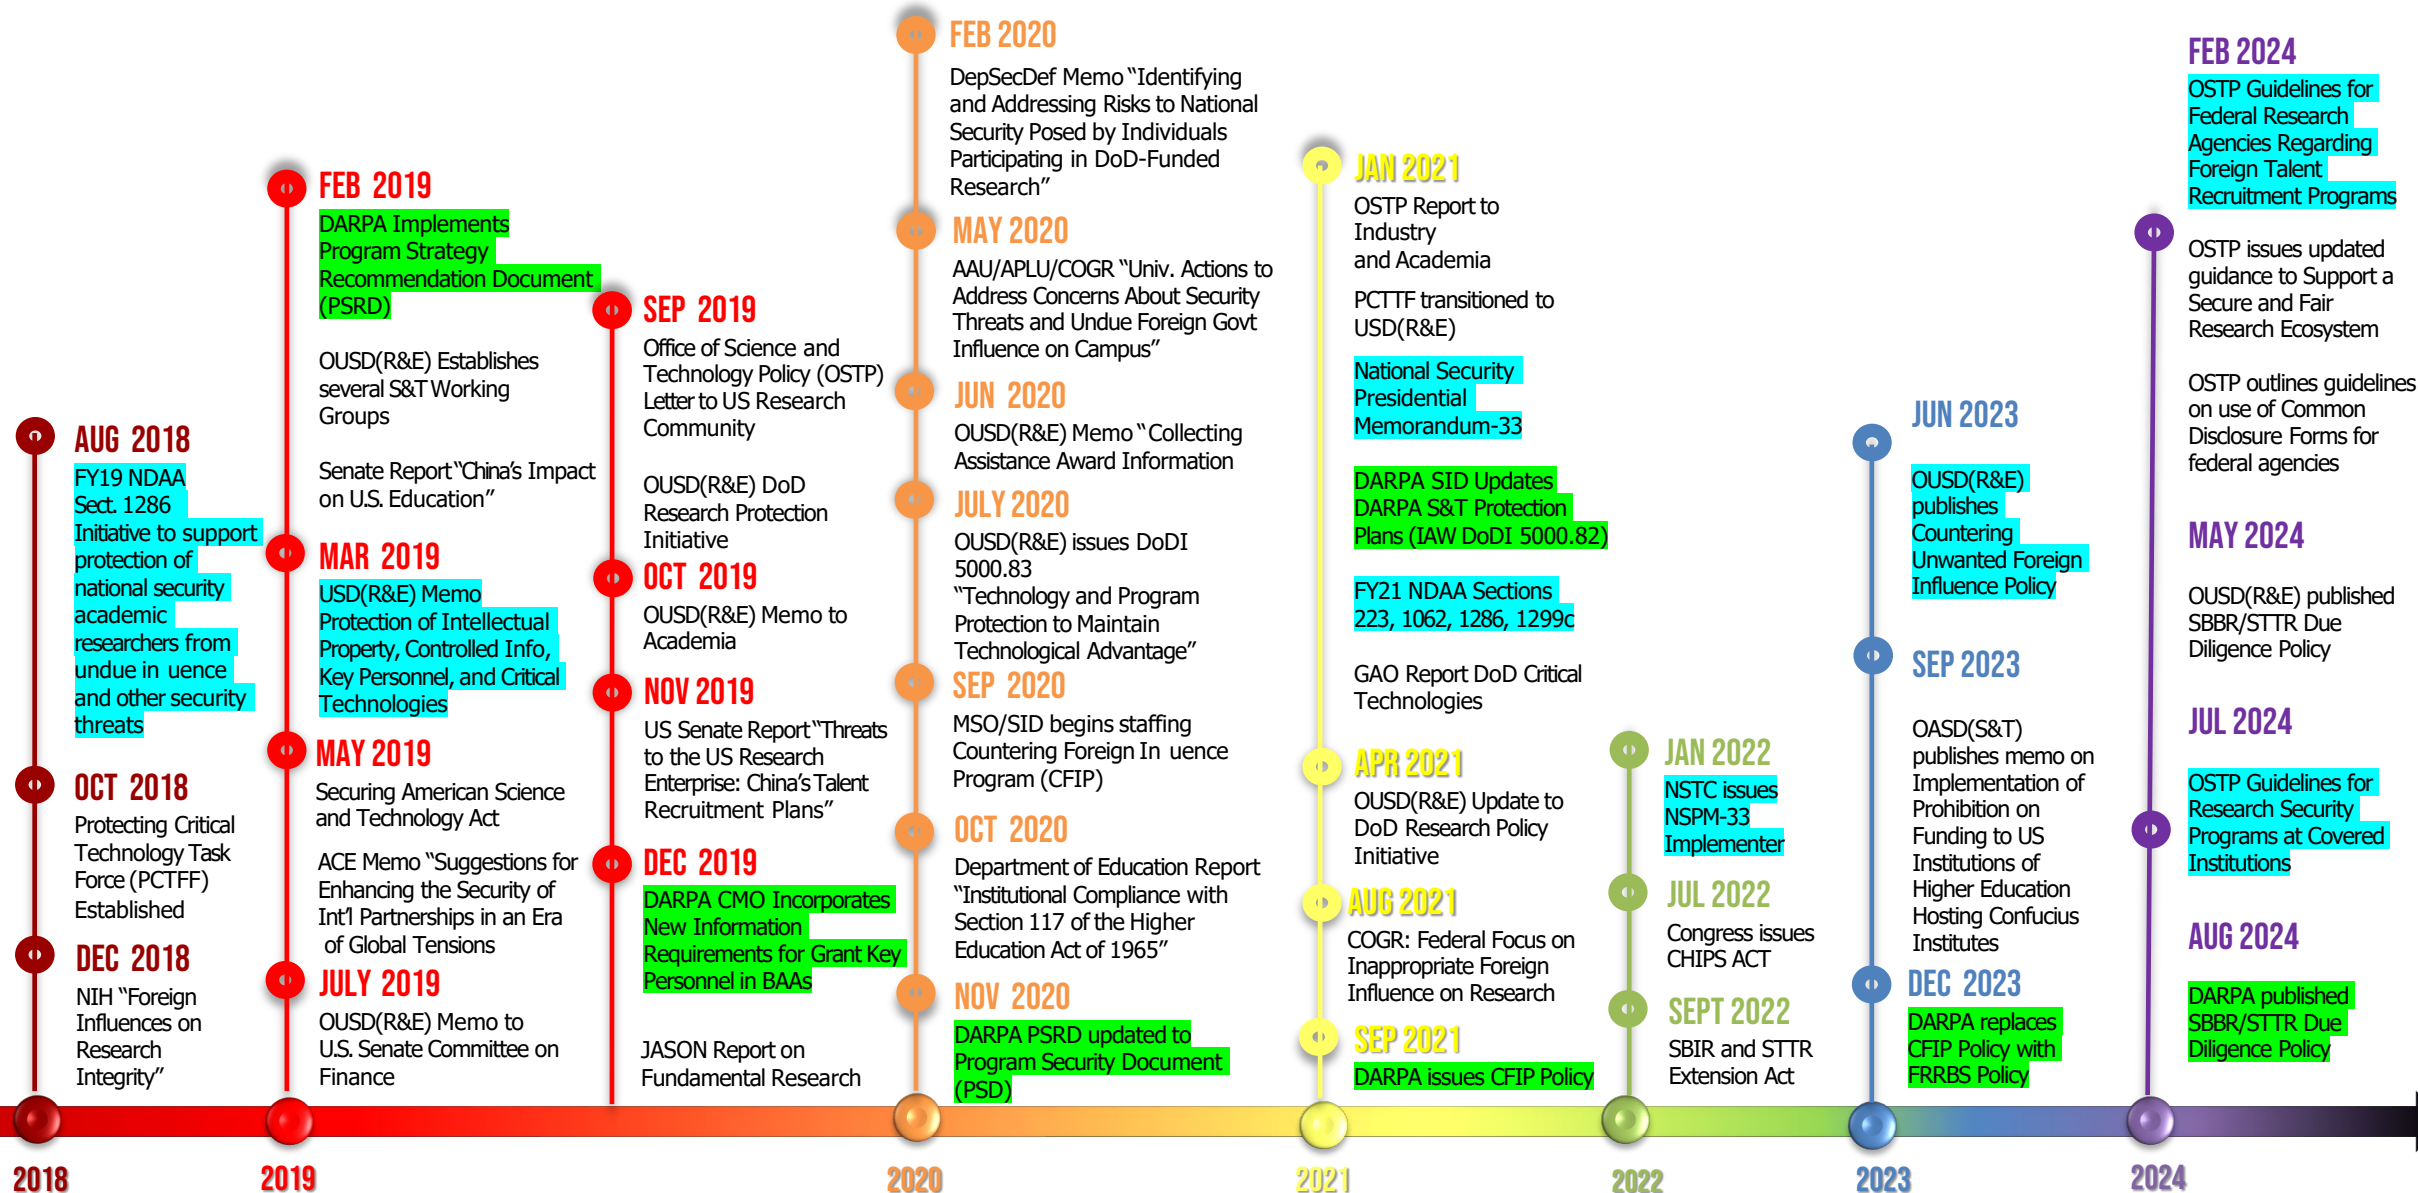 AUG 2018
FY19 NDAA
Sect. 1286
Initiative to support
protection of
national security
academic
researchers from
undue in uence
and other security
threats
OCT 2018
Protecting Critical
Technology Task
Force (PCTFF)
Established
DEC 2018
NIH “Foreign
Influences on
Research
Integrity”
FEB 2019
DARPA Implements
Program Strategy
Recommendation Document
(PSRD)
OUSD(R&E) Establishes
several S&T Working
Groups
Senate Report “China’s Impact
on U.S. Education”
MAR 2019
USD(R&E) Memo
Protection of Intellectual
Property, Controlled Info,
Key Personnel, and Critical
Technologies
MAY 2019
Securing American Science
and Technology Act
ACE Memo “Suggestions for
Enhancing the Security of
Int’l Partnerships in an Era
of Global Tensions
JULY 2019
OUSD(R&E) Memo to
U.S. Senate Committee on
Finance
SEP 2019
Office of Science and
Technology Policy (OSTP)
Letter to US Research
Community
OUSD(R&E) DoD
Research Protection
Initiative
OCT 2019
OUSD(R&E) Memo to
Academia
NOV 2019
US Senate Report “Threats
to the US Research
Enterprise: China’s Talent
Recruitment Plans”
DEC 2019
DARPA CMO Incorporates
New Information
Requirements for Grant Key
Personnel in BAAs
JASON Report on
Fundamental Research
FEB 2020
DepSecDef Memo “Identifying
and Addressing Risks to National
Security Posed by Individuals
Participating in DoD-Funded
Research”
MAY 2020
AAU/APLU/COGR “Univ. Actions to
Address Concerns About Security
Threats and Undue Foreign Govt
Influence on Campus”
JUN 2020
OUSD(R&E) Memo “ Collecting
Assistance Award Information
JULY 2020
OUSD(R&E) issues DoDI
5000.83
“Technology and Program
Protection to Maintain
Technological Advantage”
SEP 2020
MSO/SID begins staffing
Countering Foreign In uence
Program (CFIP)
OCT 2020
Department of Education Report
“Institutional Compliance with
Section 117 of the Higher
Education Act of 1965”
NOV 2020
DARPA PSRD updated to
Program Security Document
(PSD)
JAN 2021
OSTP Report to
Industry
and Academia
PCTTF transitioned to
USD(R&E)
National Security
Presidential
Memorandum-33
DARPA SID Updates
DARPA S&T Protection
Plans (IAW DoDI 5000.82)
FY21 NDAA Sections
223, 1062, 1286, 1299c
GAO Report DoD Critical
Technologies
APR 2021
OUSD(R&E) Update to
DoD Research Policy
Initiative
AUG 2021
COGR: Federal Focus on
Inappropriate Foreign
Influence on Research
SEP 2021
DARPA issues CFIP Policy
JAN 2022
NSTC issues
NSPM-33
Implementer
JUL 2022
Congress issues
CHIPS ACT
SEPT 2022
SBIR and STTR
Extension Act
JUN 2023
OUSD(R&E)
publishes
Countering
Unwanted Foreign
Influence Policy
SEP 2023
OASD(S&T)
publishes memo on
Implementation of
Prohibition on
Funding to US
Institutions of
Higher Education
Hosting Confucius
Institutes
DEC 2023
DARPA replaces
CFIP Policy with
FRRBS Policy
FEB 2024
OSTP Guidelines for
Federal Research
Agencies Regarding
Foreign Talent
Recruitment Programs
OSTP issues updated
guidance to Support a
Secure and Fair
Research Ecosystem
OSTP outlines guidelines
on use of Common
Disclosure Forms for
federal agencies
MAY 2024
OUSD(R&E) published
SBBR/STTR Due
Diligence Policy
JUL 2024
OSTP Guidelines for
Research Security
Programs at Covered
Institutions
AUG 2024
DARPA published
SBBR/STTR Due
Diligence Policy
2018
2019
2020
2021
2022
2023
2024